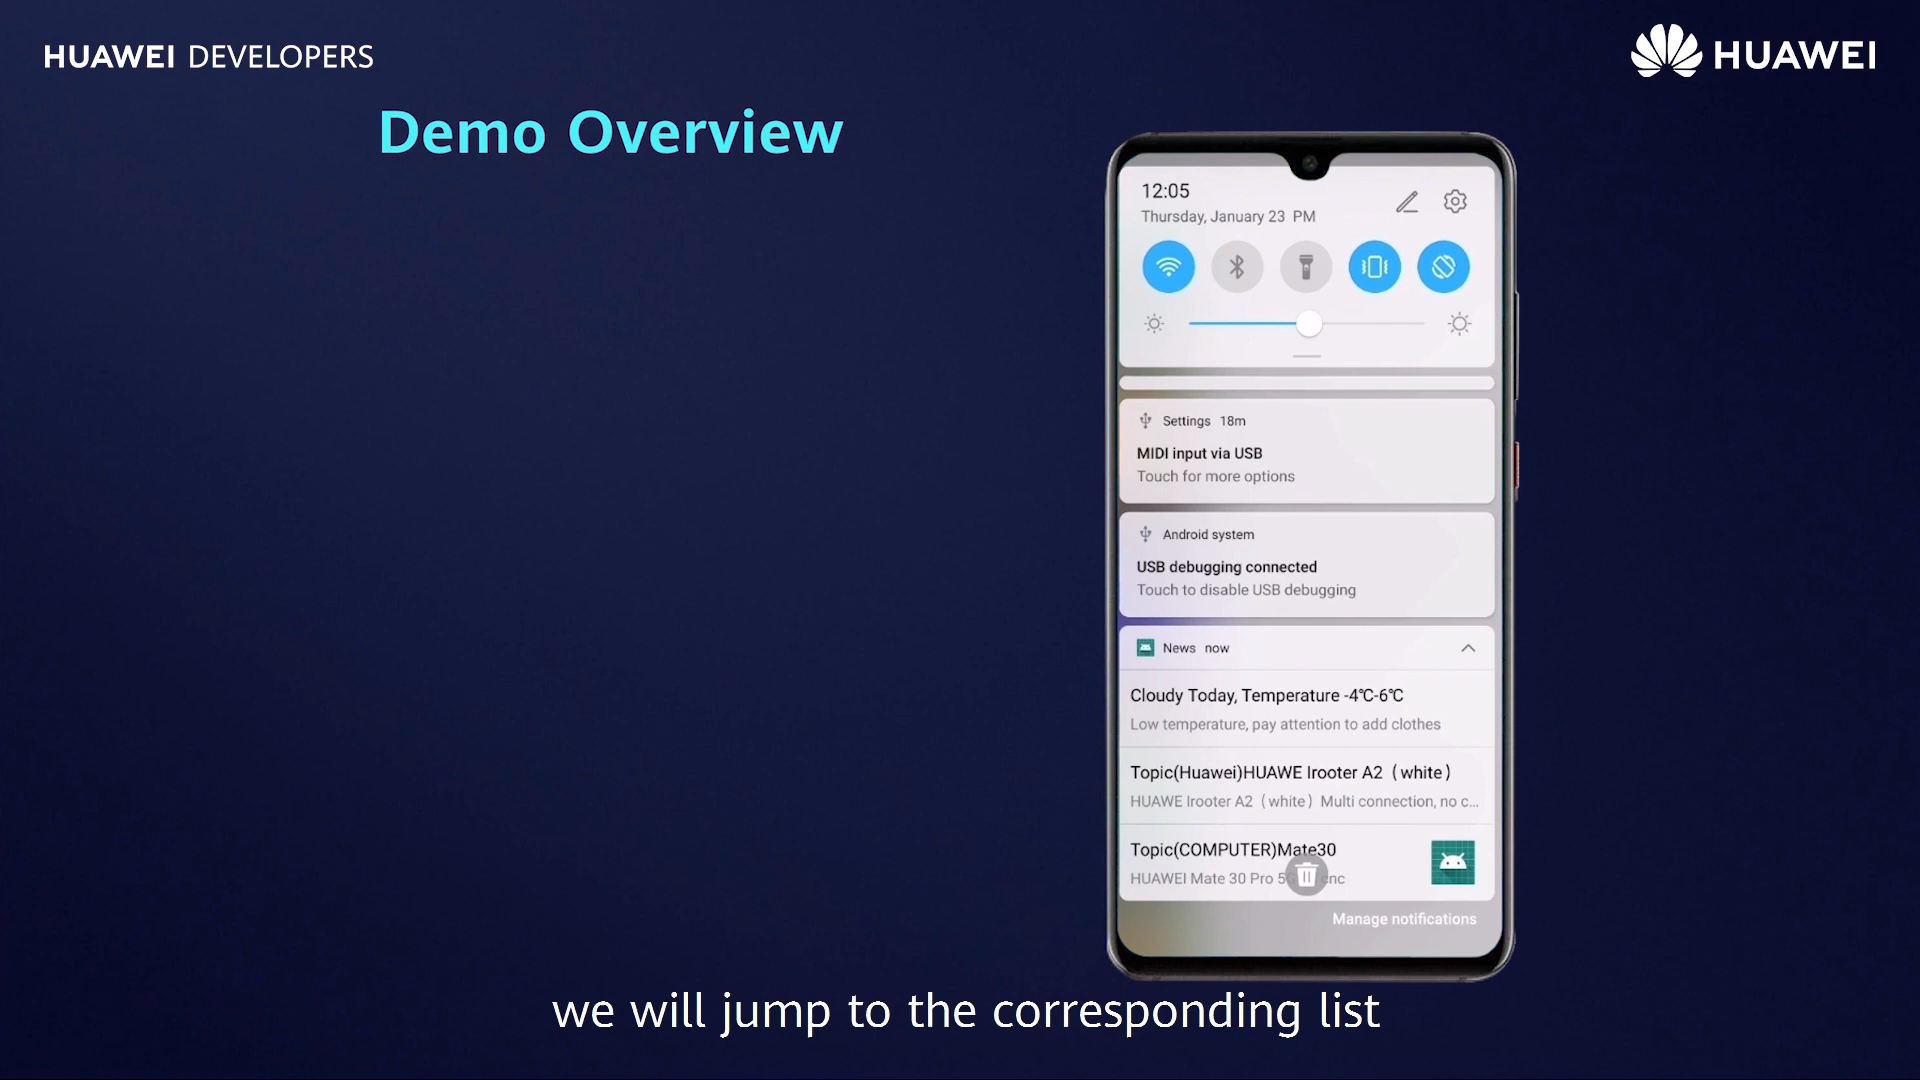 HUAWEI DEVELOPERS
HUAWEI
Demo Overview
12:05
Thursday, January 23 PM
Settings 18m
MIDI input via USB
Touch for more options
Android system
USB debugging connected
Touch to disable USB debugging
News now
Cloudy Today, Temperature -4℃-6℃
Low temperature, pay attention to add clothes
Topic(Huawei)HUAWE Irooter A2（white）
HUAWE Irooter A2（white）Multi connection, no c...
Topic(COMPUTER)Mate30
HUAWEI Mate 30 Pro
Manage notifications
we will jump to the corresponding list